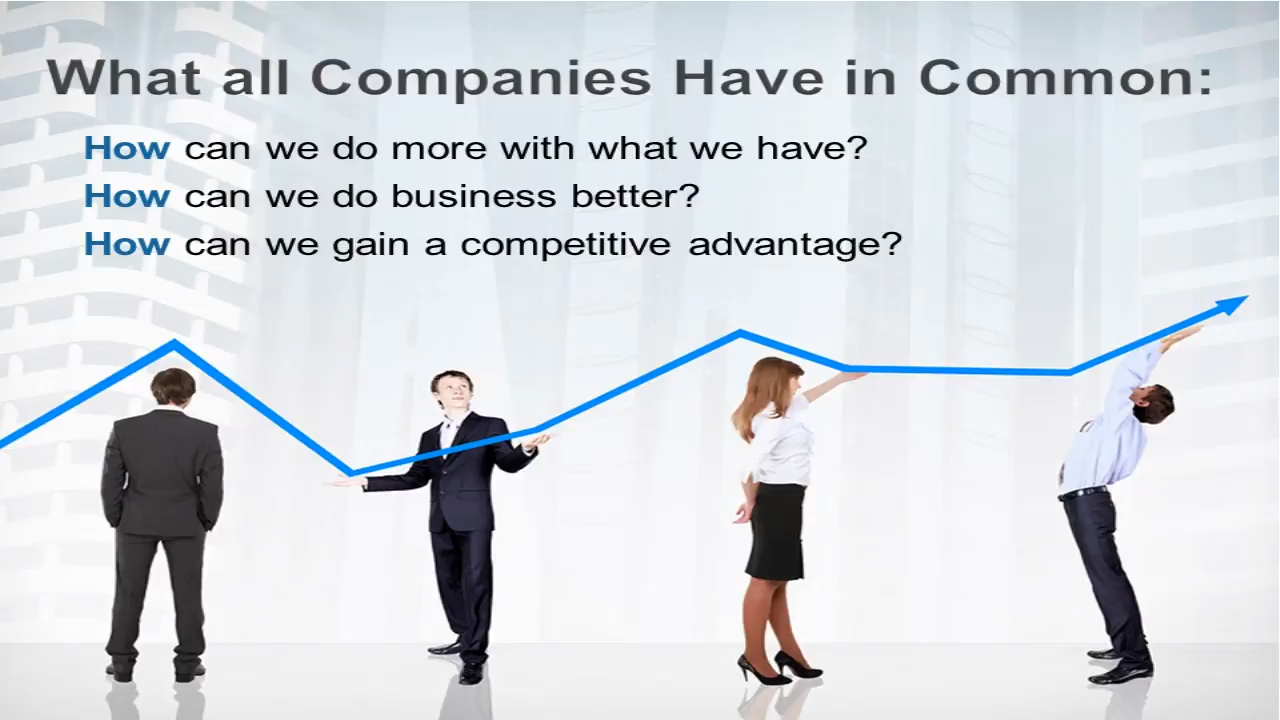 What all Companies Have in Common:
How can we do more with what we have?
How can we do business better?
How can we gain a competitive advantage?